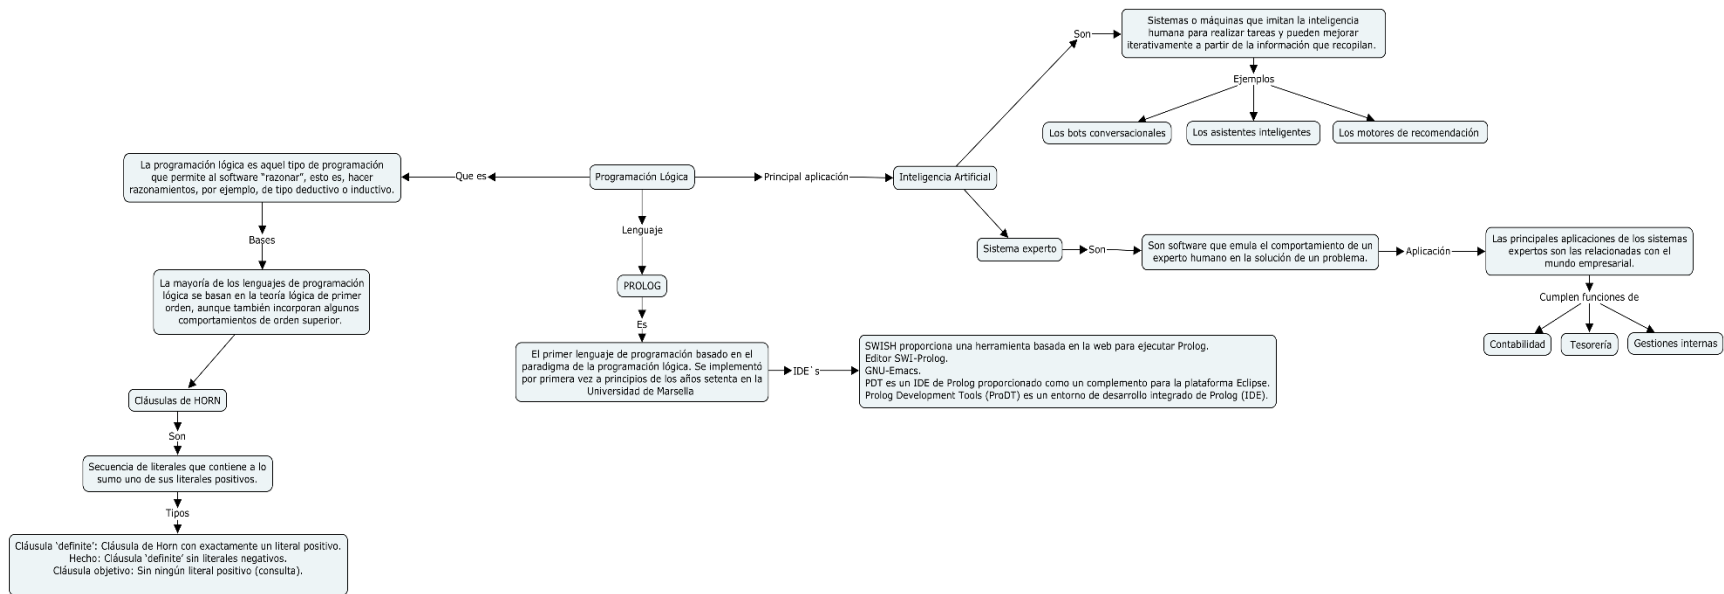 Sistemas o máquinas que imitan la inteligencia
humana para realizar tareas y pueden mejorar
iterativamente a partir de la información que recopilan.
Son
Ejemplos
Los bots conversacionales
Los asistentes inteligentes
Los motores de recomendación
La programación lógica es aquel tipo de programación
que permite al software “razonar”, esto es, hacer
razonamientos, por ejemplo, de tipo deductivo o inductivo.
Que es
Programación Lógica
Principal aplicación
Inteligencia Artificial
Bases
Lenguaje
Sistema experto
Son
Son software que emula el comportamiento de un
experto humano en la solución de un problema.
Aplicación
Las principales aplicaciones de los sistemas
expertos son las relacionadas con el
mundo empresarial.
Cumplen funciones de
Contabilidad
Tesorería
Gestiones internas
La mayoría de los lenguajes de programación
lógica se basan en la teoría lógica de primer
orden, aunque también incorporan algunos
comportamientos de orden superior.
PROLOG
Es
El primer lenguaje de programación basado en el
paradigma de la programación lógica. Se implementó
por primera vez a principios de los años setenta en la
Universidad de Marsella
IDE`s
SWISH proporciona una herramienta basada en la web para ejecutar Prolog.
Editor SWI-Prolog.
GNU-Emacs.
PDT es un IDE de Prolog proporcionado como un complemento para la plataforma Eclipse.
Prolog Development Tools (ProDT) es un entorno de desarrollo integrado de Prolog (IDE).
Cláusulas de HORN
Son
Secuencia de literales que contiene a lo
sumo uno de sus literales positivos.
Tipos
Cláusula ‘definite’: Cláusula de Horn con exactamente un literal positivo.
Hecho: Cláusula ‘definite’ sin literales negativos.
Cláusula objetivo: Sin ningún literal positivo (consulta).